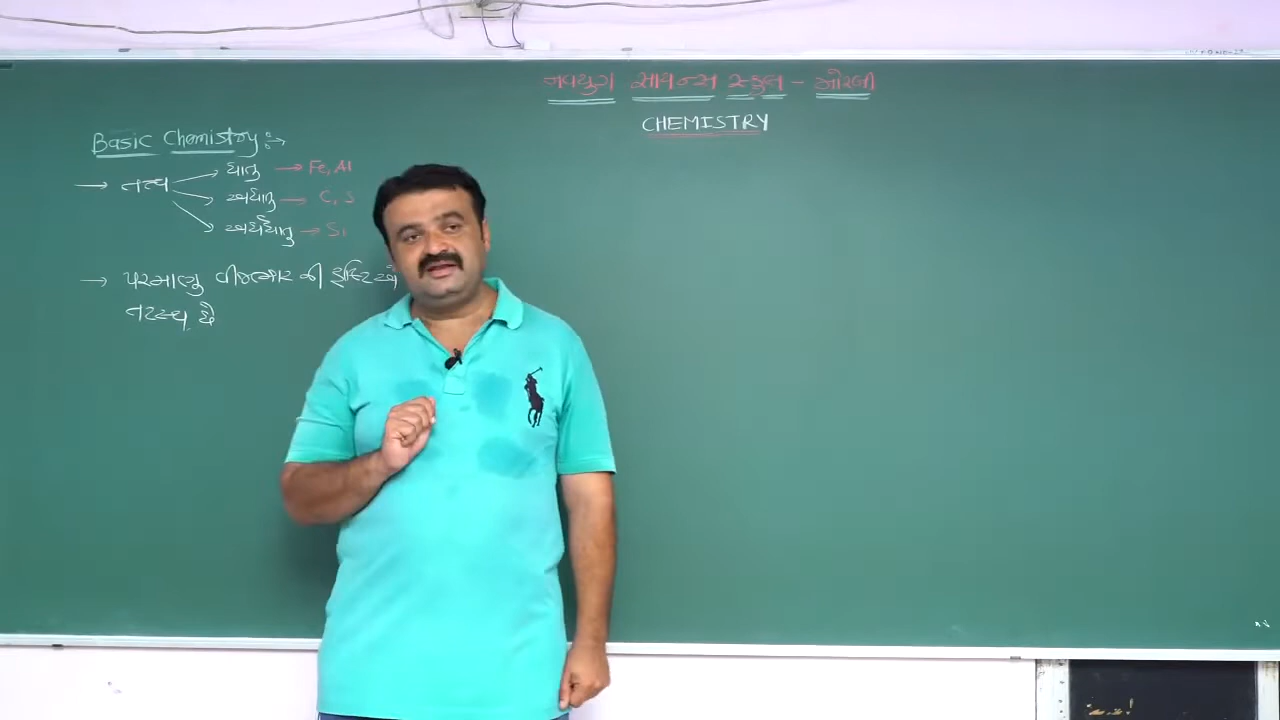 નવયુગ સાયન્સ સ્કુલ - મોરબી
CHEMISTRY
Basic Chemistry :→
→ તત્વ
ધાતુ → Fe, Al
અધાતુ → C, S
અર્ધધાતુ → Si
→ પરમાણુ વીજભાર ની દ્રષ્ટિએ
તટસ્થ છે